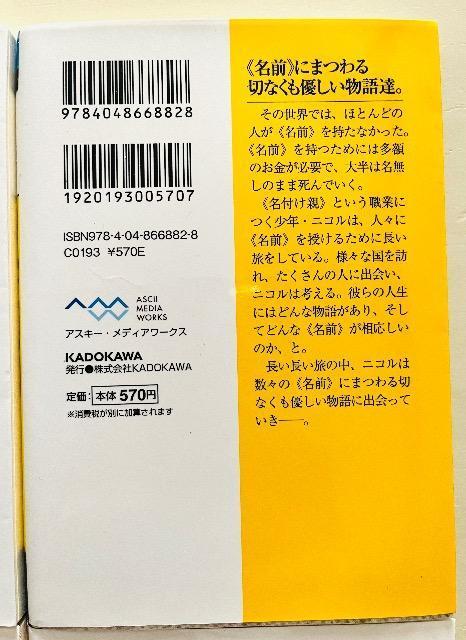 9784048668828
1920193005707
ISBN978-4-04-866882-8
C0193 ¥570E
ASCII
MEDIA
WORKS
アスキー・メディアワークス
KADOKAWA
発行●株式会社KADOKAWA
定価：本体570円
※消費税が別に加算されます
《名前》にまつわる
切なくも優しい物語達。
その世界では、ほとんどの
人が《名前》を持たなかった。
《名前》を持つためには多額
のお金が必要で、大半は名無
しのまま死んでいく。
《名付け親》という職業に
つく少年・ニコルは、人々に
《名前》を授けるために長い
旅をしている。様々な国を訪
れ、たくさんの人に出会い、
ニコルは考える。彼らの人生
にはどんな物語があり、そし
てどんな《名前》が相応しい
のか、と。
長い長い旅の中、ニコルは
数々の《名前》にまつわる切
なくも優しい物語に出会って
いき――。